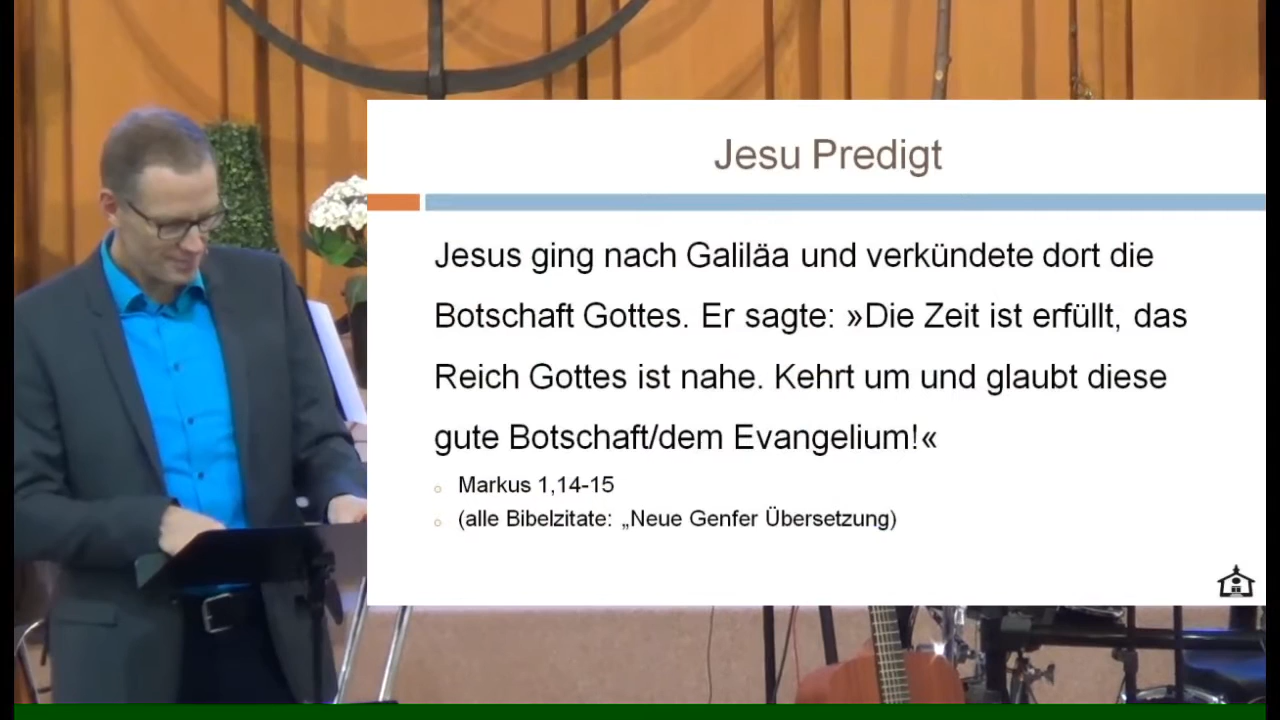 Jesu Predigt
Jesus ging nach Galiläa und verkündete dort die
Botschaft Gottes. Er sagte: »Die Zeit ist erfüllt, das
Reich Gottes ist nahe. Kehrt um und glaubt diese
gute Botschaft/dem Evangelium!«
Markus 1,14-15
(alle Bibelzitate: „Neue Genfer Übersetzung)